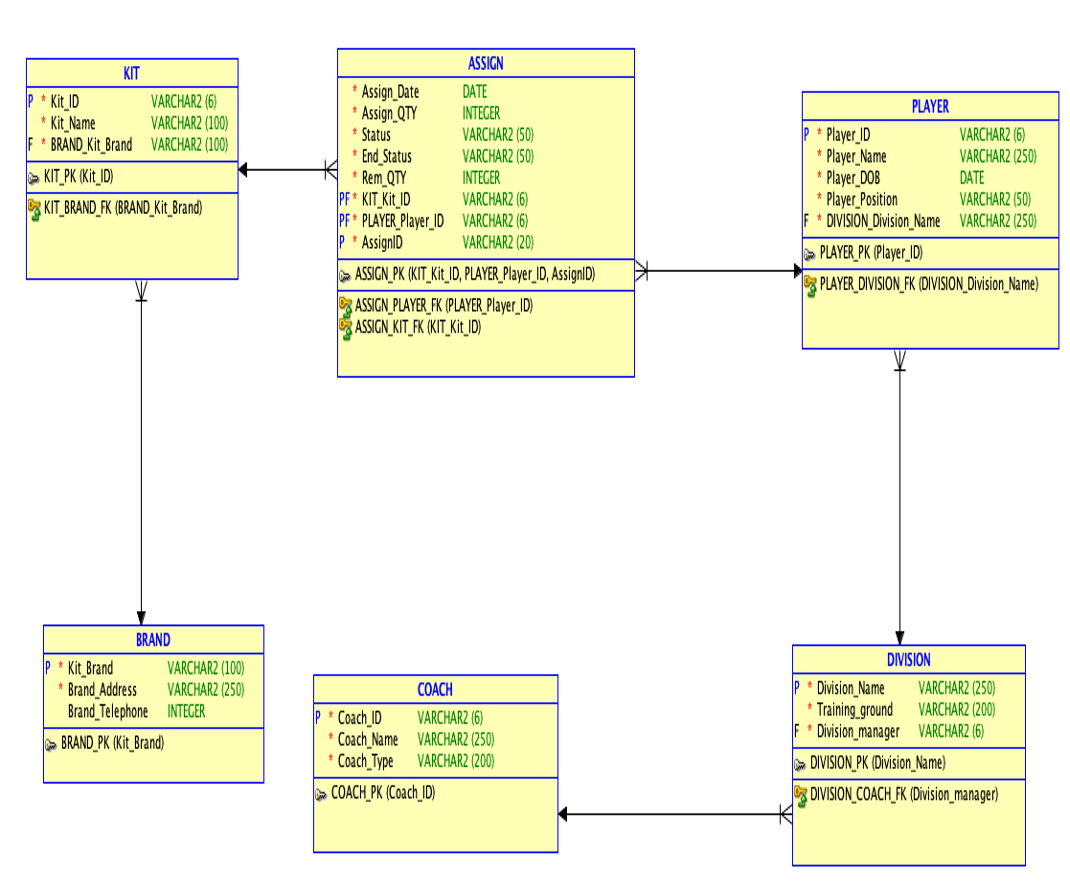 KIT
P * Kit_ID VARCHAR2 (6)
* Kit_Name VARCHAR2 (100)
F * BRAND_Kit_Brand VARCHAR2 (100)
KIT_PK (Kit_ID)
KIT_BRAND_FK (BRAND_Kit_Brand)
ASSIGN
* Assign_Date DATE
* Assign_QTY INTEGER
* Status VARCHAR2 (50)
* End_Status VARCHAR2 (50)
* Rem_QTY INTEGER
PF * KIT_Kit_ID VARCHAR2 (6)
PF * PLAYER_Player_ID VARCHAR2 (6)
P * AssignID VARCHAR2 (20)
ASSIGN_PK (KIT_Kit_ID, PLAYER_Player_ID, AssignID)
ASSIGN_PLAYER_FK (PLAYER_Player_ID)
ASSIGN_KIT_FK (KIT_Kit_ID)
PLAYER
P * Player_ID VARCHAR2 (6)
* Player_Name VARCHAR2 (250)
* Player_DOB DATE
* Player_Position VARCHAR2 (50)
F * DIVISION_Division_Name VARCHAR2 (250)
PLAYER_PK (Player_ID)
PLAYER_DIVISION_FK (DIVISION_Division_Name)
BRAND
P * Kit_Brand VARCHAR2 (100)
* Brand_Address VARCHAR2 (250)
Brand_Telephone INTEGER
BRAND_PK (Kit_Brand)
COACH
P * Coach_ID VARCHAR2 (6)
* Coach_Name VARCHAR2 (250)
* Coach_Type VARCHAR2 (200)
COACH_PK (Coach_ID)
DIVISION
P * Division_Name VARCHAR2 (250)
* Training_ground VARCHAR2 (200)
F * Division_manager VARCHAR2 (6)
DIVISION_PK (Division_Name)
DIVISION_COACH_FK (Division_manager)